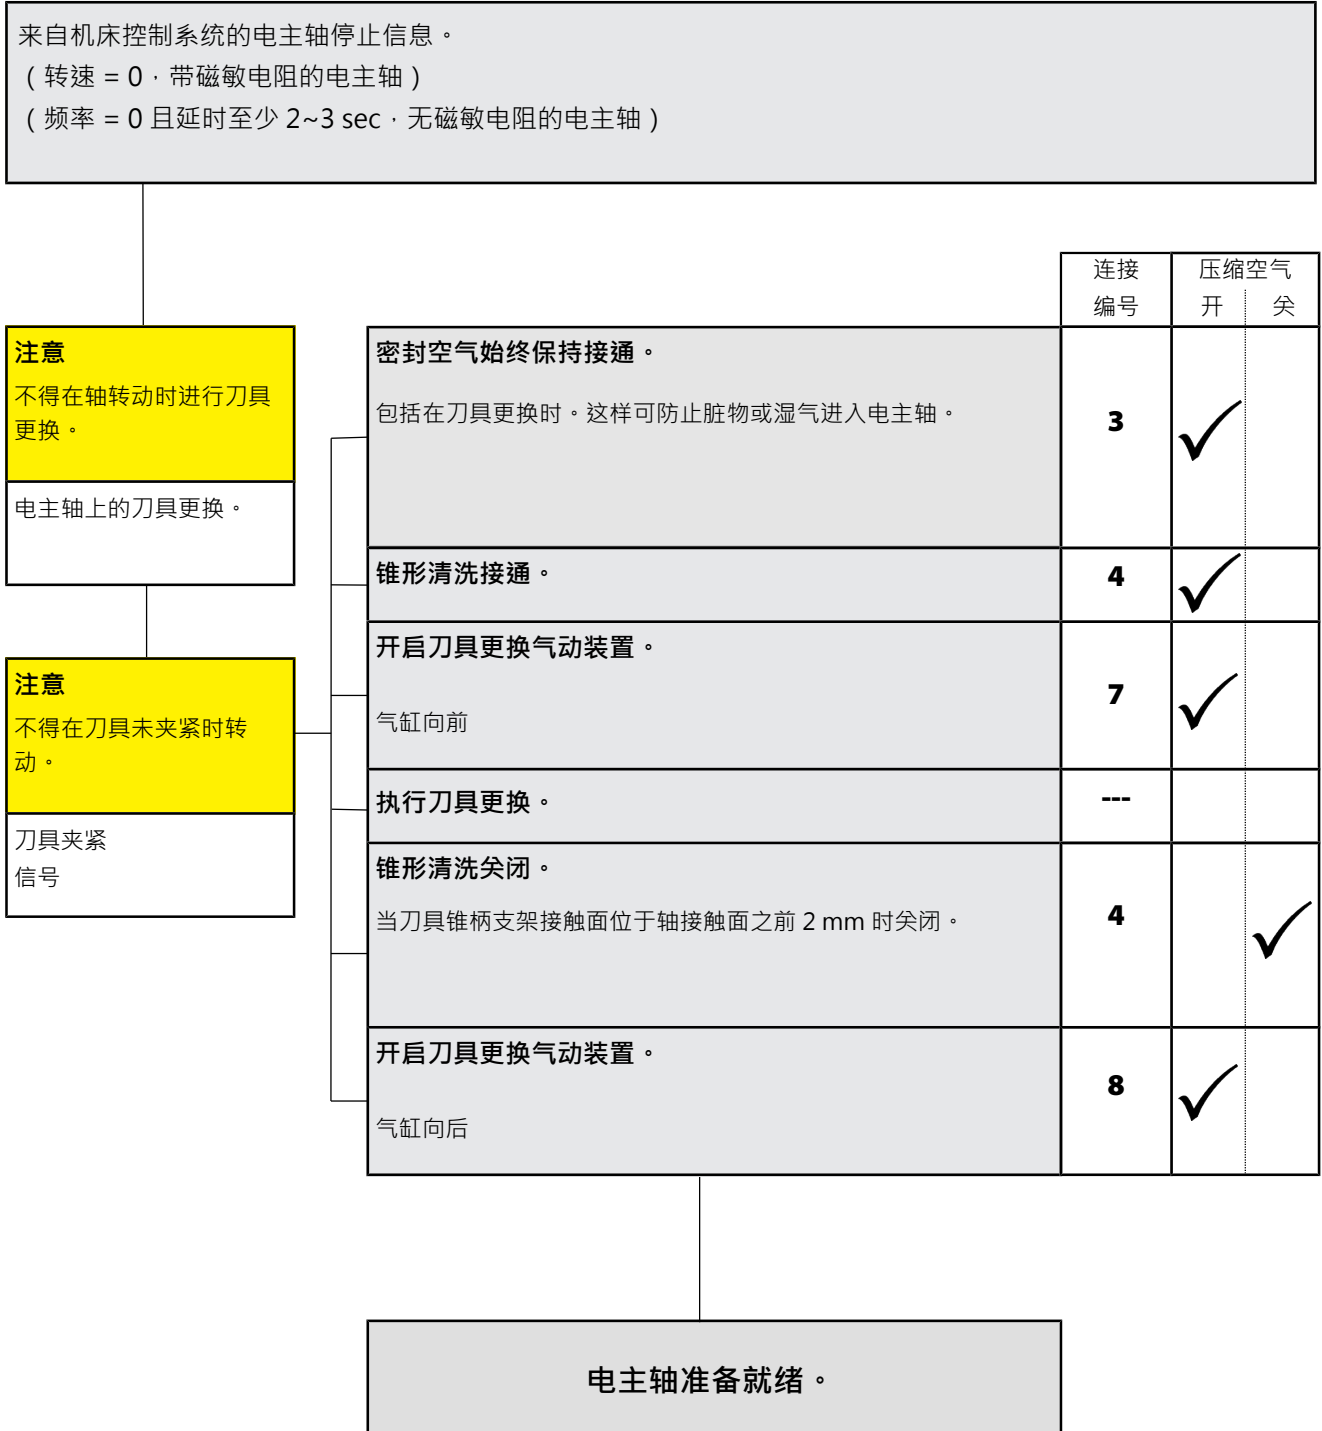 来自机床控制系统的电主轴停止信息。
（转速 = 0，带磁敏电阻的电主轴）
（频率 = 0 且延时至少 2~3 sec，无磁敏电阻的电主轴）
连接 压缩空气
编号 开 关
注意
不得在轴转动时进行刀具
更换。
电主轴上的刀具更换。
密封空气始终保持接通。
包括在刀具更换时。这样可防止脏物或湿气进入电主轴。
3
锥形清洗接通。
4
开启刀具更换气动装置。
气缸向前
7
注意
不得在刀具未夹紧时转
动。
刀具夹紧
信号
执行刀具更换。
---
锥形清洗关闭。
当刀具锥柄支架接触面位于轴接触面之前 2 mm 时关闭。
4
开启刀具更换气动装置。
气缸向后
8
电主轴准备就绪。